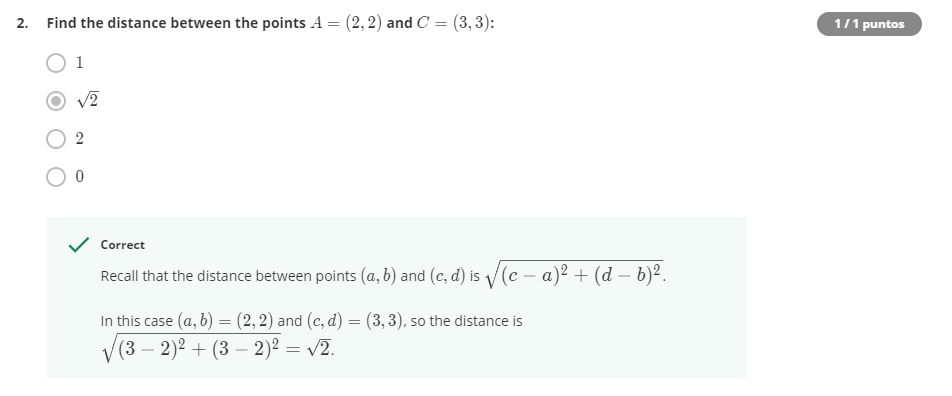 2. Find the distance between the points A = (2, 2) and C = (3, 3):
1 / 1 puntos
1
√2
2
0
Correct
Recall that the distance between points (a, b) and (c, d) is √((c − a)² + (d − b)²).
In this case (a, b) = (2, 2) and (c, d) = (3, 3), so the distance is
√((3 − 2)² + (3 − 2)²) = √2.